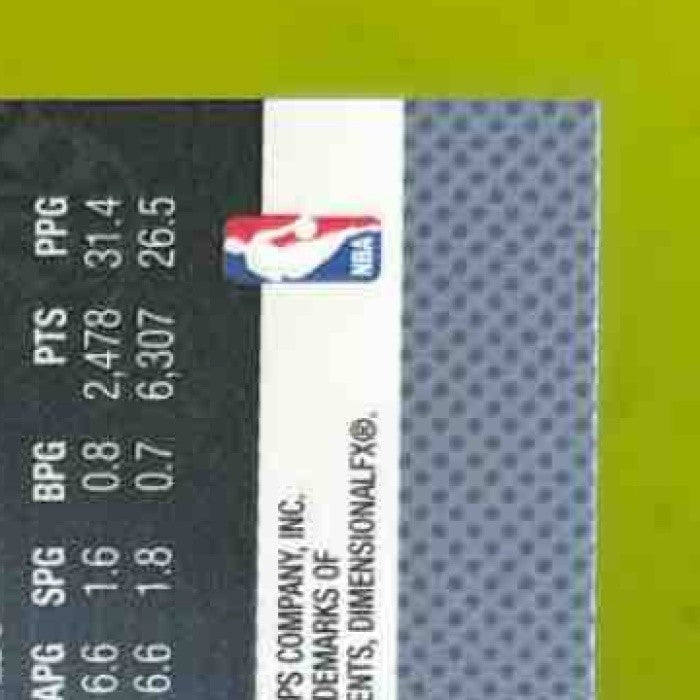 APG SPG BPG PTS PPG
6.6 1.6 0.8 2,478 31.4
6.6 1.8 0.7 6,307 26.5
NBA
PS COMPANY, INC.
DEMARKS OF
ENTS, DIMENSIONALFX®.